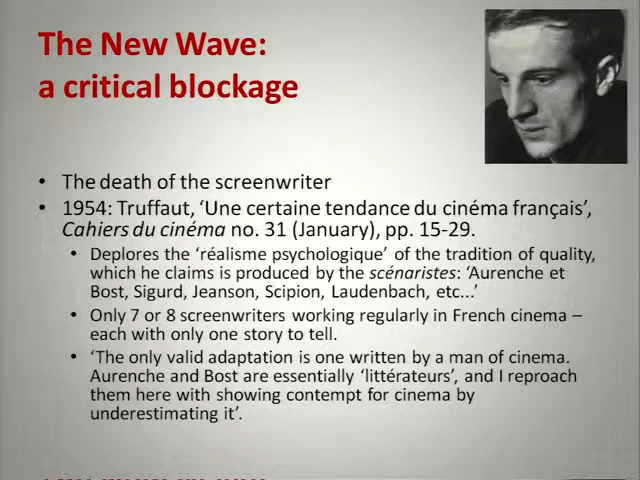 The New Wave:
a critical blockage
• The death of the screenwriter
• 1954: Truffaut, ‘Une certaine tendance du cinéma français’,
Cahiers du cinéma no. 31 (January), pp. 15-29.
• Deplores the ‘réalisme psychologique’ of the tradition of quality,
which he claims is produced by the scénaristes: ‘Aurenche et
Bost, Sigurd, Jeanson, Scipion, Laudenbach, etc...’
• Only 7 or 8 screenwriters working regularly in French cinema –
each with only one story to tell.
• ‘The only valid adaptation is one written by a man of cinema.
Aurenche and Bost are essentially ‘littérateurs’, and I reproach
them here with showing contempt for cinema by
underestimating it’.